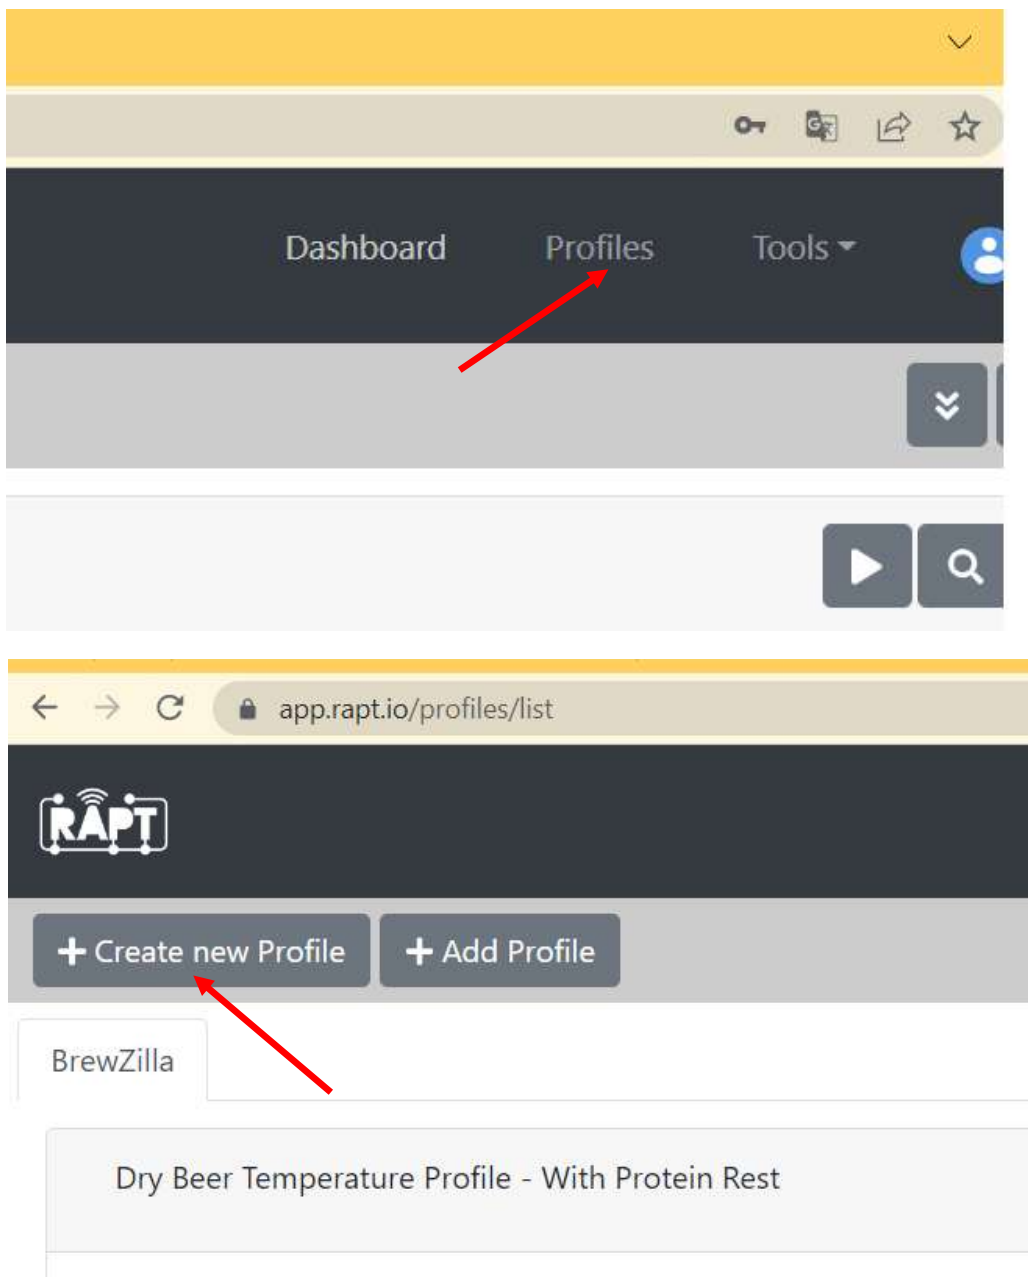 Dashboard Profiles Tools
app.rapt.io/profiles/list
RAPT
Create new Profile Add Profile
BrewZilla
Dry Beer Temperature Profile - With Protein Rest